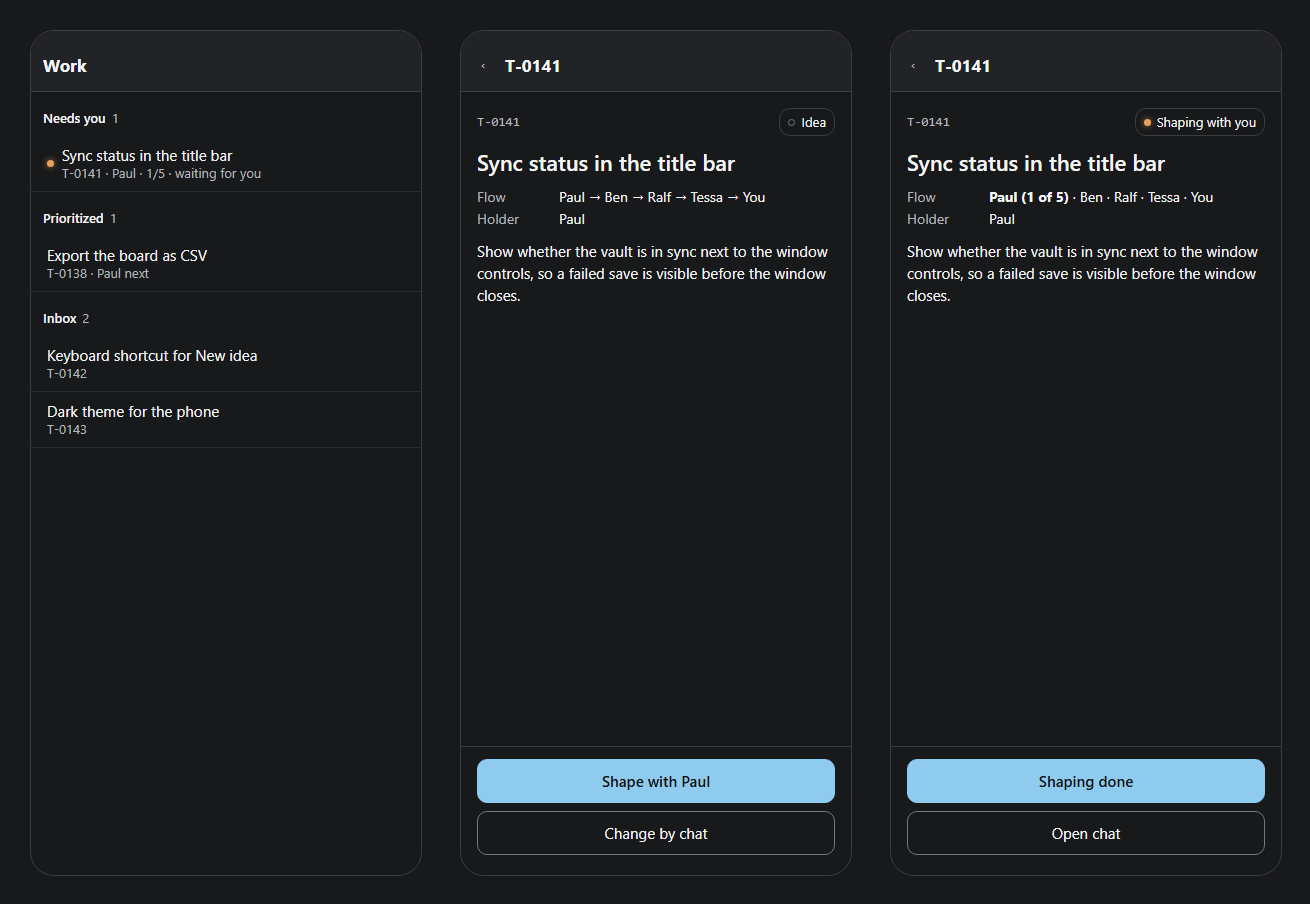 Work
Needs you 1
Sync status in the title bar
T-0141 · Paul · 1/5 · waiting for you
Prioritized 1
Export the board as CSV
T-0138 · Paul next
Inbox 2
Keyboard shortcut for New idea
T-0142
Dark theme for the phone
T-0143
‹ T-0141
T-0141 Idea
Sync status in the title bar
Flow Paul → Ben → Ralf → Tessa → You
Holder Paul
Show whether the vault is in sync next to the window
controls, so a failed save is visible before the window
closes.
Shape with Paul
Change by chat
‹ T-0141
T-0141 Shaping with you
Sync status in the title bar
Flow Paul (1 of 5) · Ben · Ralf · Tessa · You
Holder Paul
Show whether the vault is in sync next to the window
controls, so a failed save is visible before the window
closes.
Shaping done
Open chat